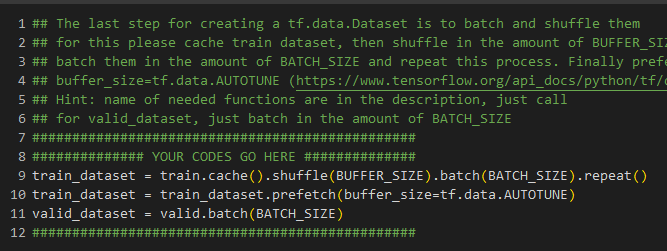 1 ## The last step for creating a tf.data.Dataset is to batch and shuffle them
2 ## for this please cache train dataset, then shuffle in the amount of BUFFER_SI
3 ## batch them in the amount of BATCH_SIZE and repeat this process. Finally pref
4 ## buffer_size=tf.data.AUTOTUNE (https://www.tensorflow.org/api_docs/python/tf/
5 ## Hint: name of needed functions are in the description, just call
6 ## for valid_dataset, just batch in the amount of BATCH_SIZE
7 ###############################################
8 ############## YOUR CODES GO HERE ##############
9 train_dataset = train.cache().shuffle(BUFFER_SIZE).batch(BATCH_SIZE).repeat()
10 train_dataset = train_dataset.prefetch(buffer_size=tf.data.AUTOTUNE)
11 valid_dataset = valid.batch(BATCH_SIZE)
12 ###############################################